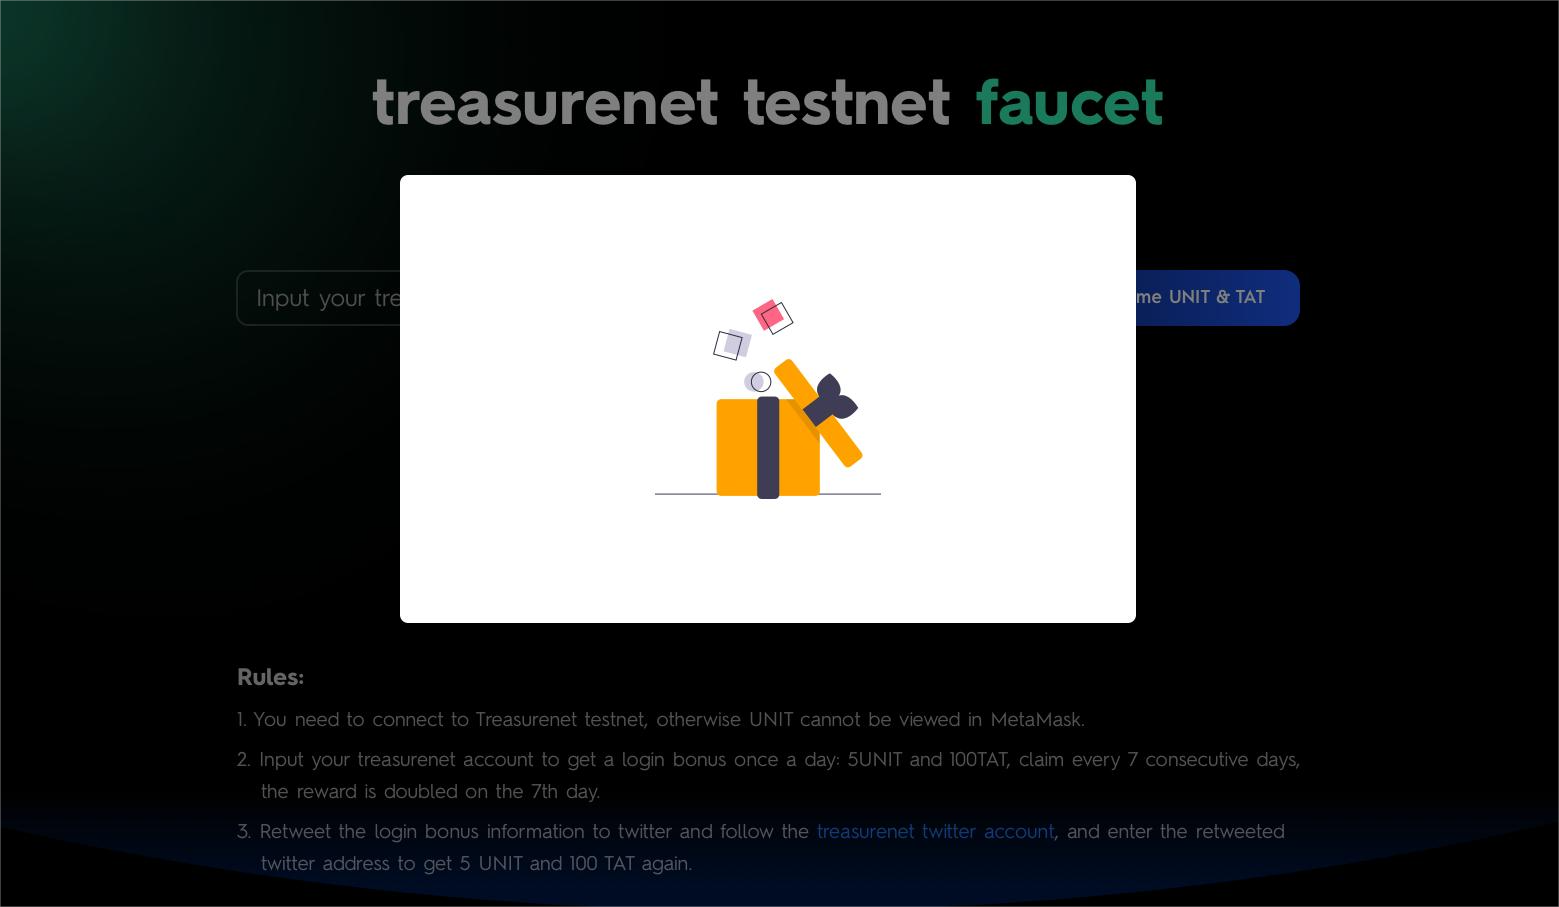 treasurenet testnet faucet
Input your tre
me UNIT & TAT
Rules:
1. You need to connect to Treasurenet testnet, otherwise UNIT cannot be viewed in MetaMask.
2. Input your treasurenet account to get a login bonus once a day: 5UNIT and 100TAT, claim every 7 consecutive days,
the reward is doubled on the 7th day.
3. Retweet the login bonus information to twitter and follow the treasurenet twitter account, and enter the retweeted
twitter address to get 5 UNIT and 100 TAT again.